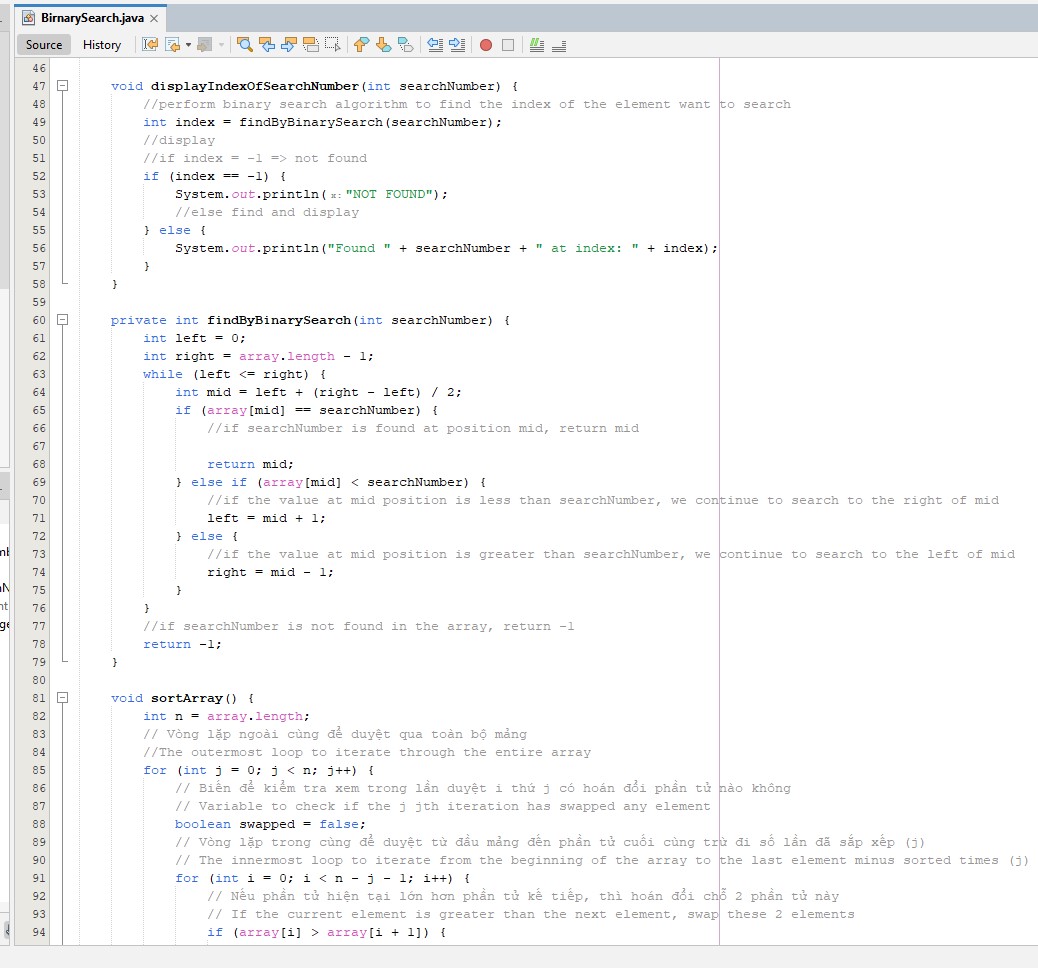 BirnarySearch.java
Source History
46
47 void displayIndexOfSearchNumber(int searchNumber) {
48 //perform binary search algorithm to find the index of the element want to search
49 int index = findByBinarySearch(searchNumber);
50 //display
51 //if index = -1 => not found
52 if (index == -1) {
53 System.out.println(x: "NOT FOUND");
54 //else find and display
55 } else {
56 System.out.println("Found " + searchNumber + " at index: " + index);
57 }
58 }
59
60 private int findByBinarySearch(int searchNumber) {
61 int left = 0;
62 int right = array.length - 1;
63 while (left <= right) {
64 int mid = left + (right - left) / 2;
65 if (array[mid] == searchNumber) {
66 //if searchNumber is found at position mid, return mid
67
68 return mid;
69 } else if (array[mid] < searchNumber) {
70 //if the value at mid position is less than searchNumber, we continue to search to the right of mid
71 left = mid + 1;
72 } else {
73 //if the value at mid position is greater than searchNumber, we continue to search to the left of mid
74 right = mid - 1;
75 }
76 }
77 //if searchNumber is not found in the array, return -1
78 return -1;
79 }
80
81 void sortArray() {
82 int n = array.length;
83 // Vòng lặp ngoài cùng để duyệt qua toàn bộ mảng
84 //The outermost loop to iterate through the entire array
85 for (int j = 0; j < n; j++) {
86 // Biến để kiểm tra xem trong lần duyệt i thứ j có hoán đổi phần tử nào không
87 // Variable to check if the j jth iteration has swapped any element
88 boolean swapped = false;
89 // Vòng lặp trong cùng để duyệt từ đầu mảng đến phần tử cuối cùng trừ đi số lần đã sắp xếp (j)
90 // The innermost loop to iterate from the beginning of the array to the last element minus sorted times (j)
91 for (int i = 0; i < n - j - 1; i++) {
92 // Nếu phần tử hiện tại lớn hơn phần tử kế tiếp, thì hoán đổi chỗ 2 phần tử này
93 // If the current element is greater than the next element, swap these 2 elements
94 if (array[i] > array[i + 1]) {